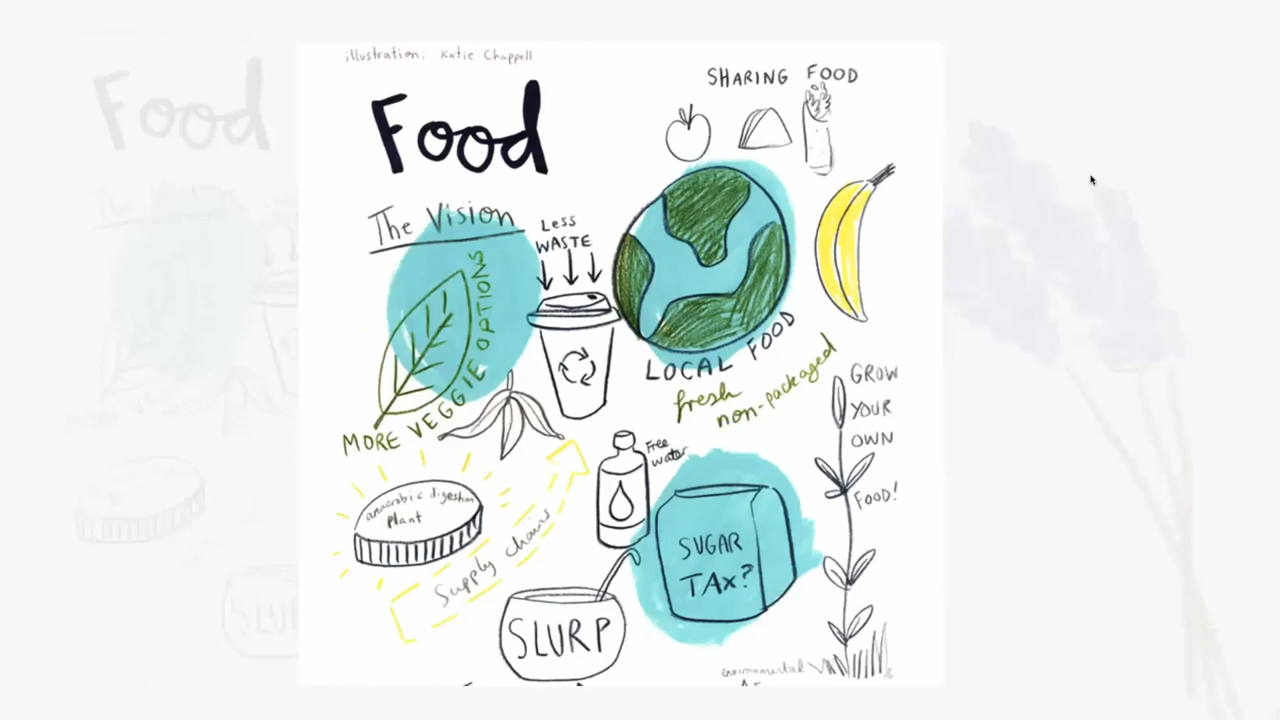 illustration: Katie Chappell
Food
SHARING FOOD
The Vision
Less
WASTE
MORE VEGGIE OPTIONS
LOCAL FOOD
fresh
non-packaged
GROW
YOUR
OWN
FOOD!
Free
water
anaerobic digestion
plant
Supply chains
SUGAR
TAX?
SLURP
environmental